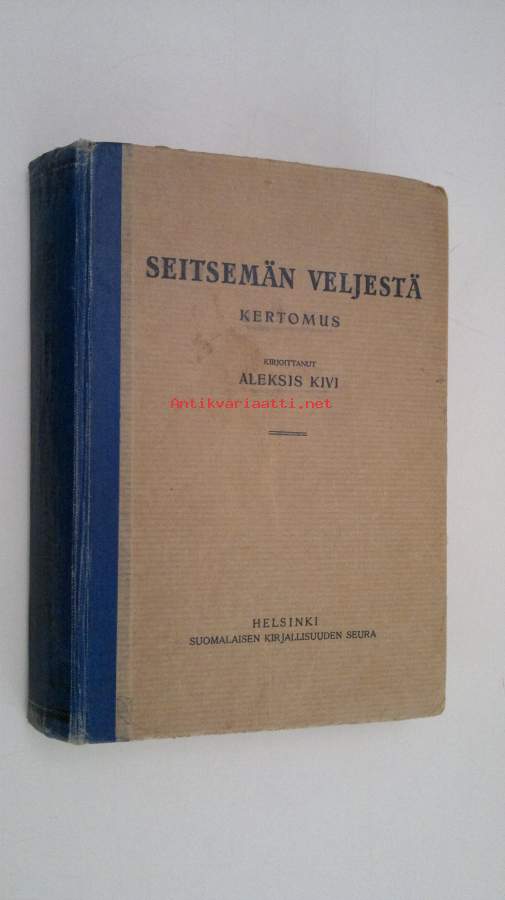 SEITSEMÄN VELJESTÄ
KERTOMUS
KIRJOITTANUT
ALEKSIS KIVI
Antikvariaatti.net
HELSINKI
SUOMALAISEN KIRJALLISUUDEN SEURA